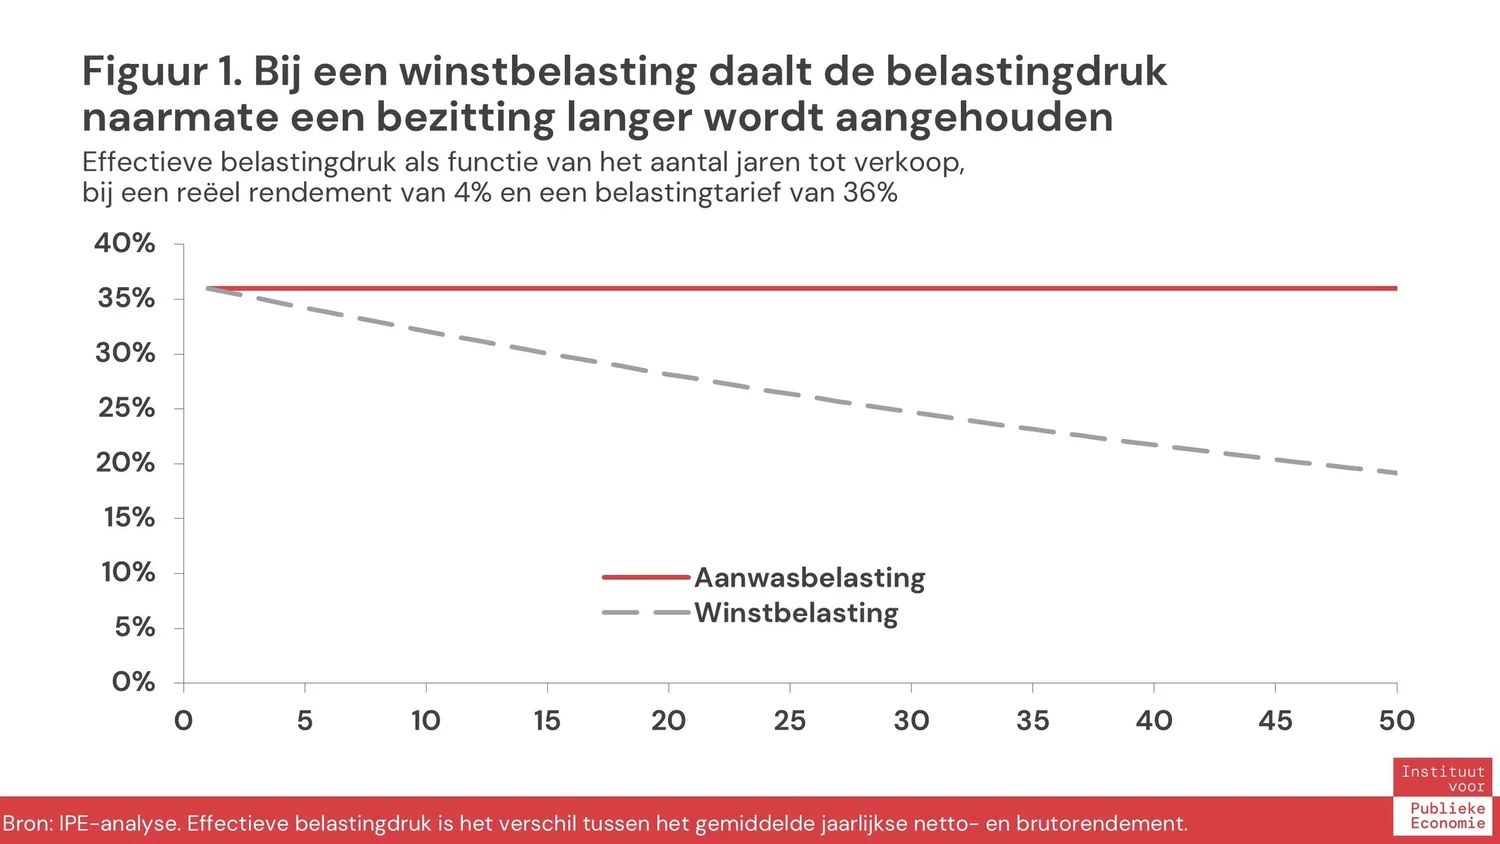 Figuur 1. Bij een winstbelasting daalt de belastingdruk
naarmate een bezitting langer wordt aangehouden
Effectieve belastingdruk als functie van het aantal jaren tot verkoop,
bij een reëel rendement van 4% en een belastingtarief van 36%
40%
35%
30%
25%
20%
15%
10%
5%
0%
Aanwasbelasting
Winstbelasting
0 5 10 15 20 25 30 35 40 45 50
Instituut
voor
Publieke
Economie
Bron: IPE-analyse. Effectieve belastingdruk is het verschil tussen het gemiddelde jaarlijkse netto- en brutorendement.